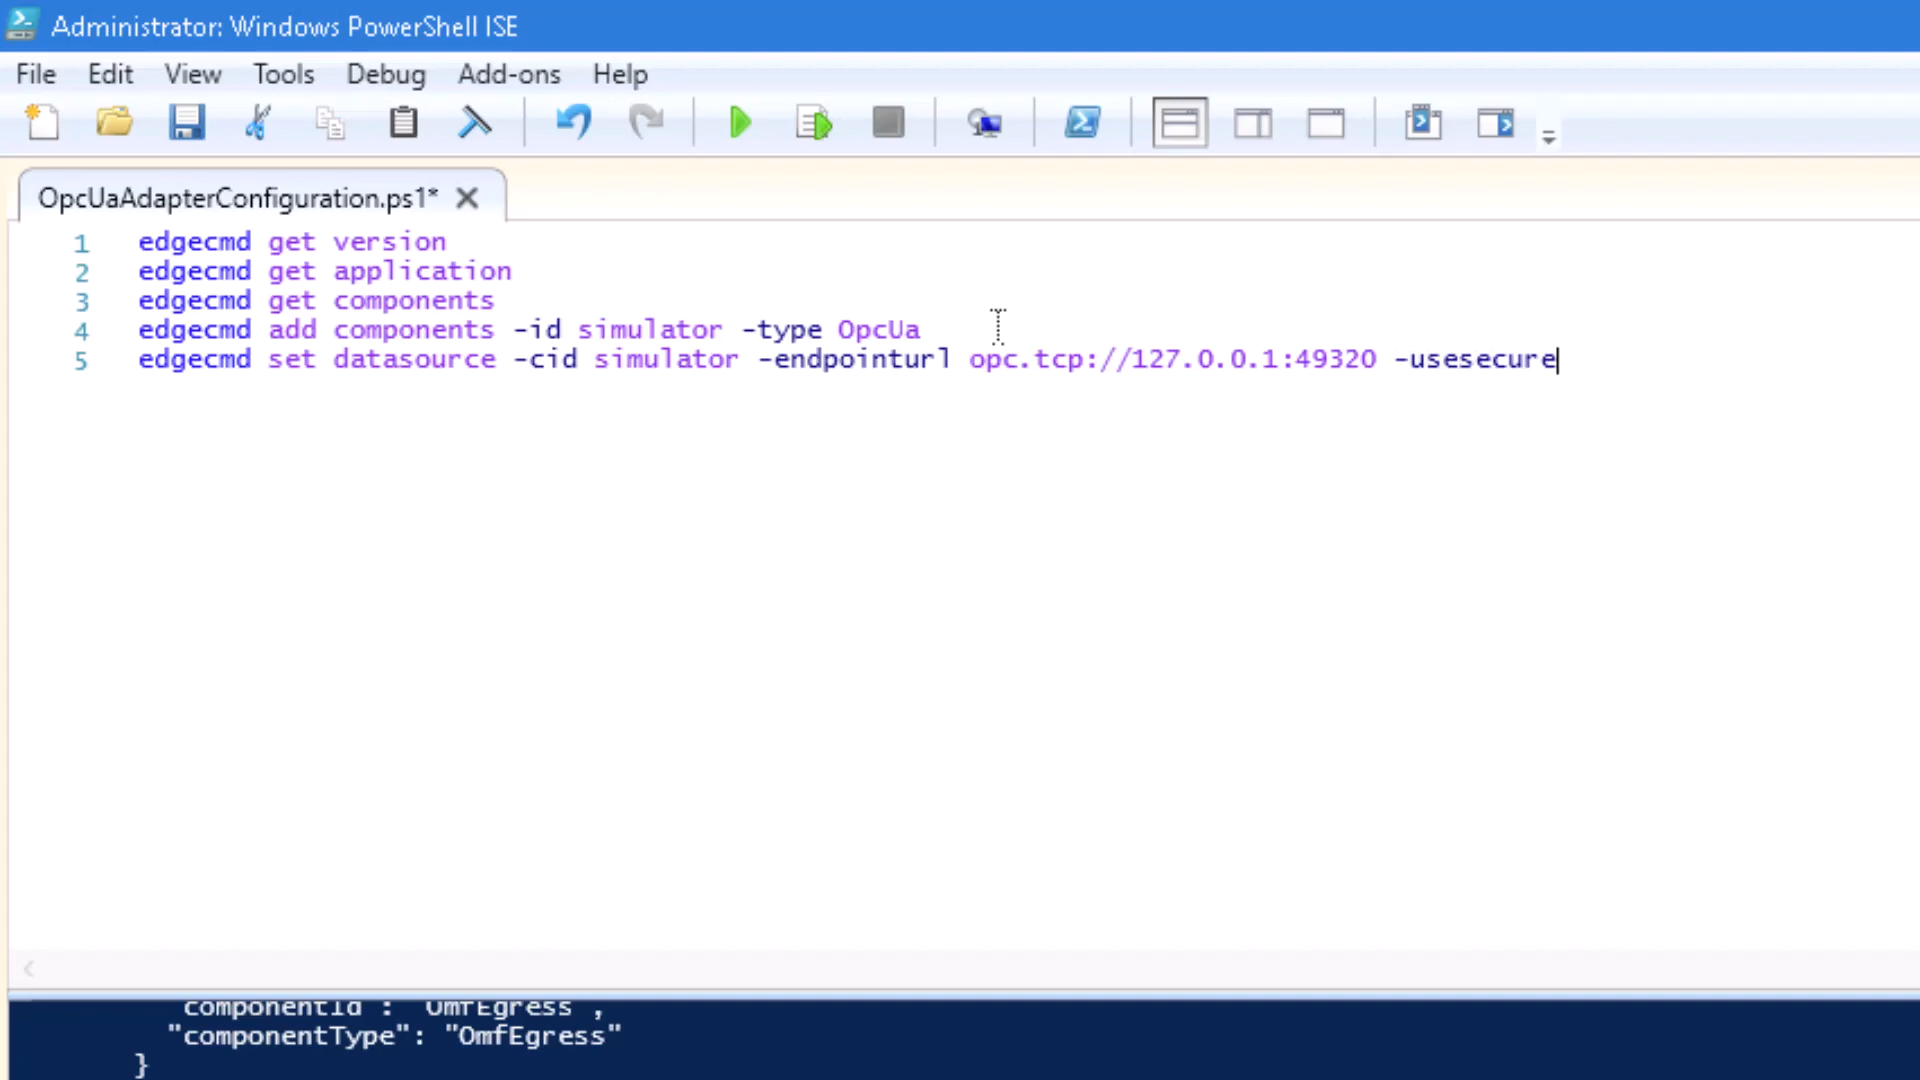 Administrator: Windows PowerShell ISE
File Edit View Tools Debug Add-ons Help
OpcUaAdapterConfiguration.ps1*
1 edgecmd get version
2 edgecmd get application
3 edgecmd get components
4 edgecmd add components -id simulator -type OpcUa
5 edgecmd set datasource -cid simulator -endpointurl opc.tcp://127.0.0.1:49320 -usesecure
"componentId": "OmfEgress",
"componentType": "OmfEgress"
}